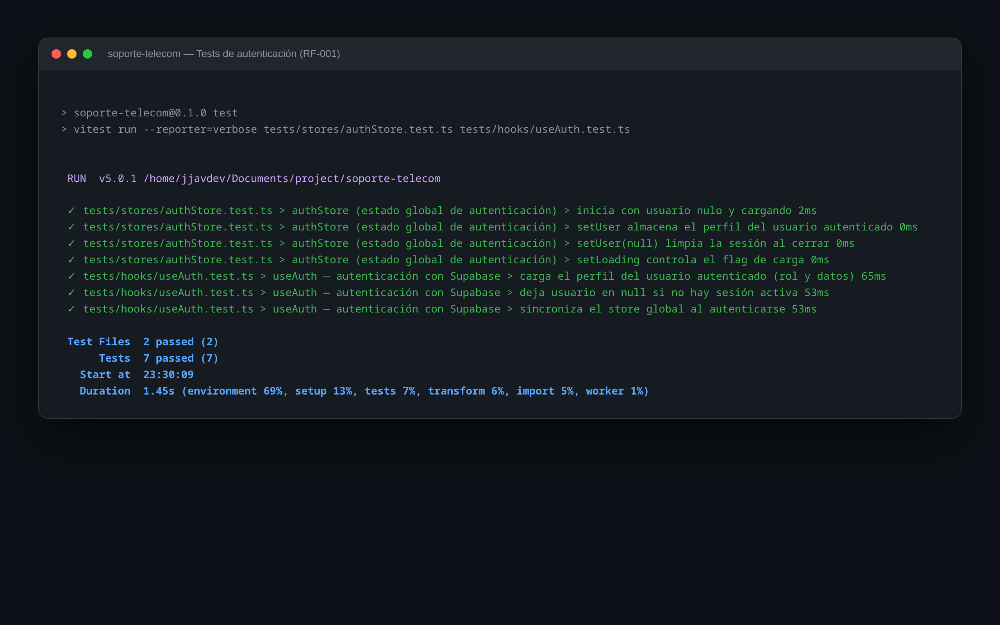 soporte-telecom — Tests de autenticación (RF-001)
> soporte-telecom@0.1.0 test
> vitest run --reporter=verbose tests/stores/authStore.test.ts tests/hooks/useAuth.test.ts
RUN  v5.0.1 /home/jjavdev/Documents/project/soporte-telecom
✓ tests/stores/authStore.test.ts > authStore (estado global de autenticación) > inicia con usuario nulo y cargando 2ms
✓ tests/stores/authStore.test.ts > authStore (estado global de autenticación) > setUser almacena el perfil del usuario autenticado 0ms
✓ tests/stores/authStore.test.ts > authStore (estado global de autenticación) > setUser(null) limpia la sesión al cerrar 0ms
✓ tests/stores/authStore.test.ts > authStore (estado global de autenticación) > setLoading controla el flag de carga 0ms
✓ tests/hooks/useAuth.test.ts > useAuth — autenticación con Supabase > carga el perfil del usuario autenticado (rol y datos) 65ms
✓ tests/hooks/useAuth.test.ts > useAuth — autenticación con Supabase > deja usuario en null si no hay sesión activa 53ms
✓ tests/hooks/useAuth.test.ts > useAuth — autenticación con Supabase > sincroniza el store global al autenticarse 53ms
Test Files  2 passed (2)
Tests  7 passed (7)
Start at  23:30:09
Duration  1.45s (environment 69%, setup 13%, tests 7%, transform 6%, import 5%, worker 1%)